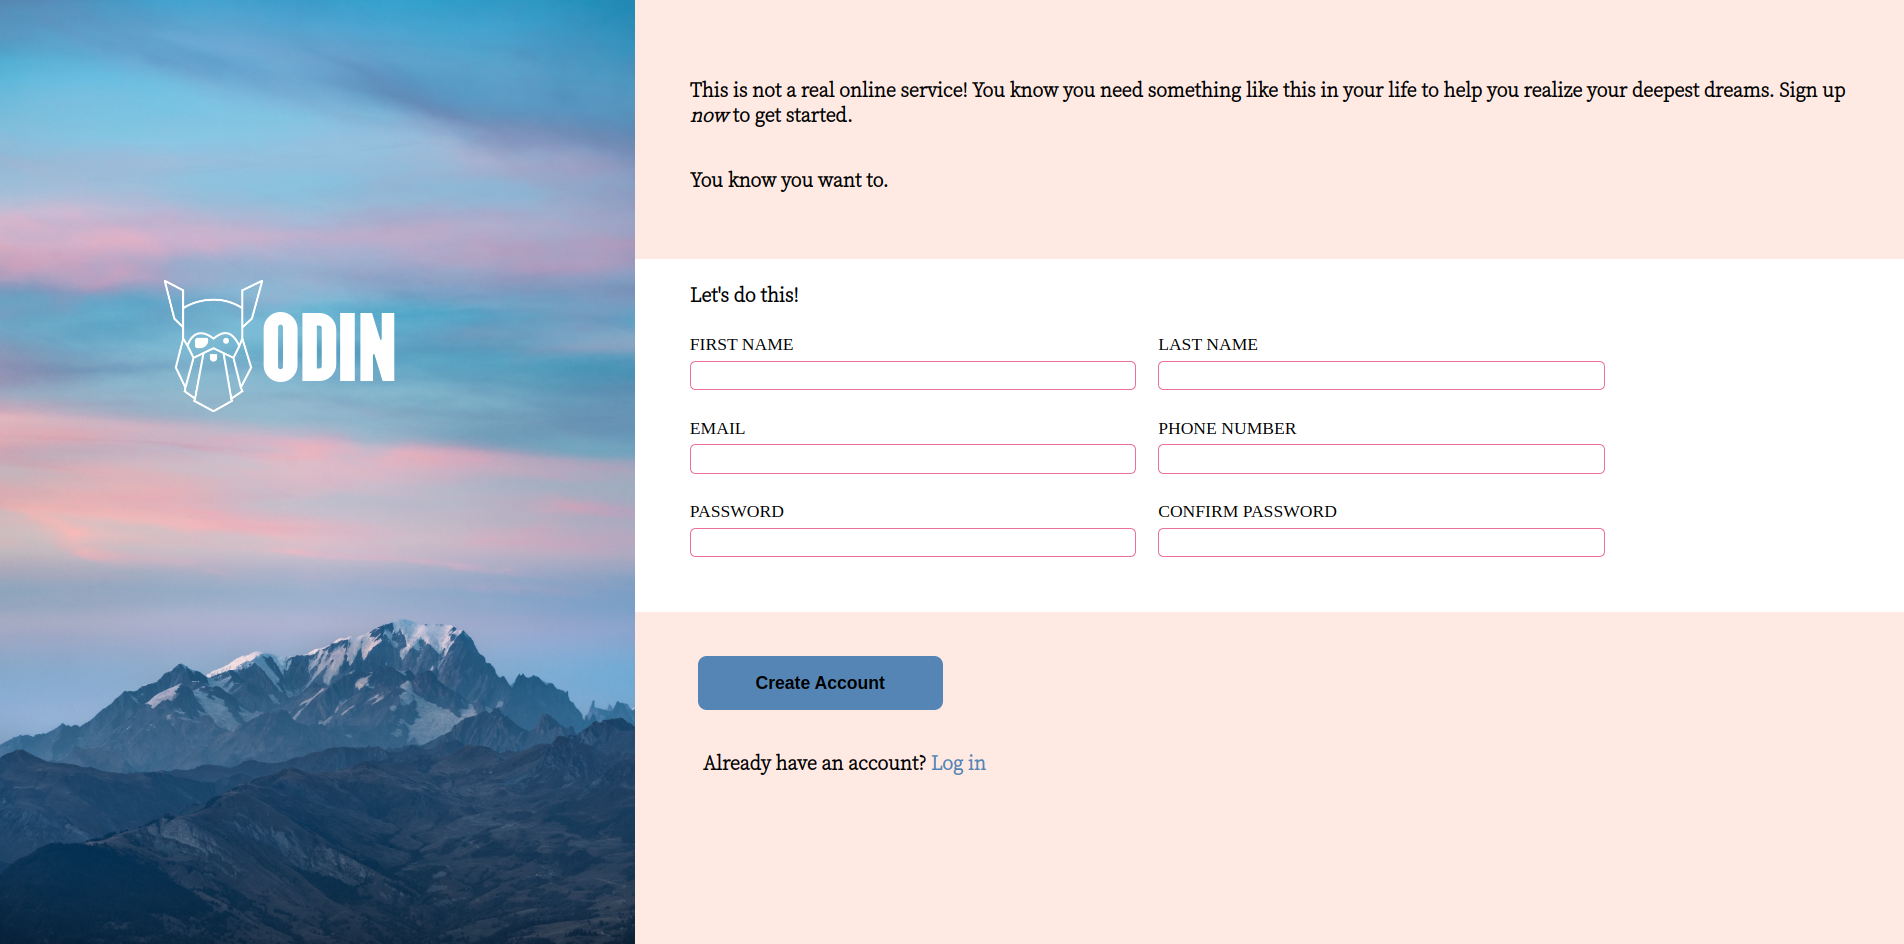 ODIN
This is not a real online service! You know you need something like this in your life to help you realize your deepest dreams. Sign up
now to get started.
You know you want to.
Let's do this!
FIRST NAME
LAST NAME
EMAIL
PHONE NUMBER
PASSWORD
CONFIRM PASSWORD
Create Account
Already have an account? Log in